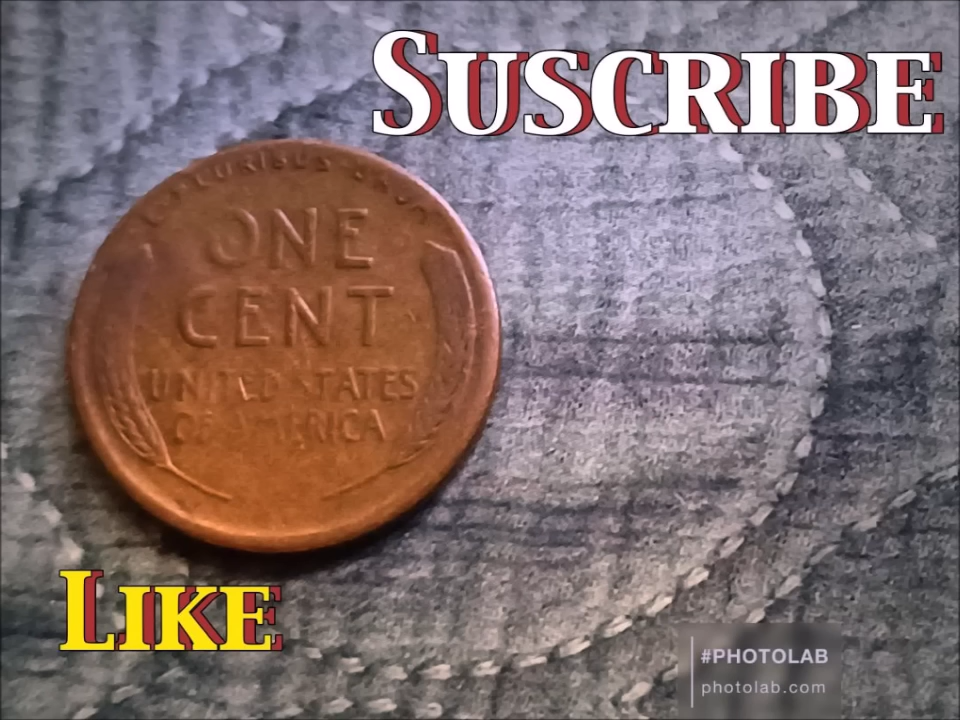 SUSCRIBE
E PLURIBUS UNUM
ONE
CENT
UNITED STATES
OF AMERICA
LIKE
#PHOTOLAB
photolab.com